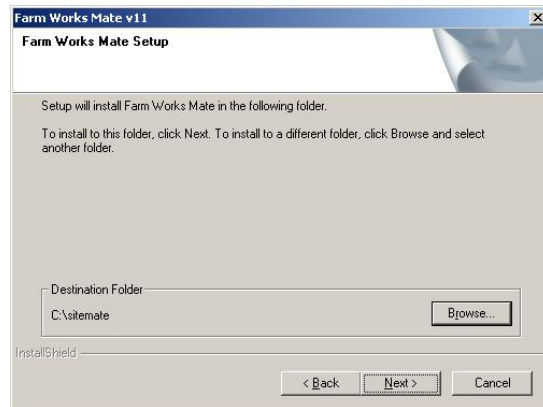 Farm Works Mate v11
Farm Works Mate Setup
Setup will install Farm Works Mate in the following folder.
To install to this folder, click Next. To install to a different folder, click Browse and select
another folder.
Destination Folder
C:\sitemate
Browse...
InstallShield
< Back
Next >
Cancel